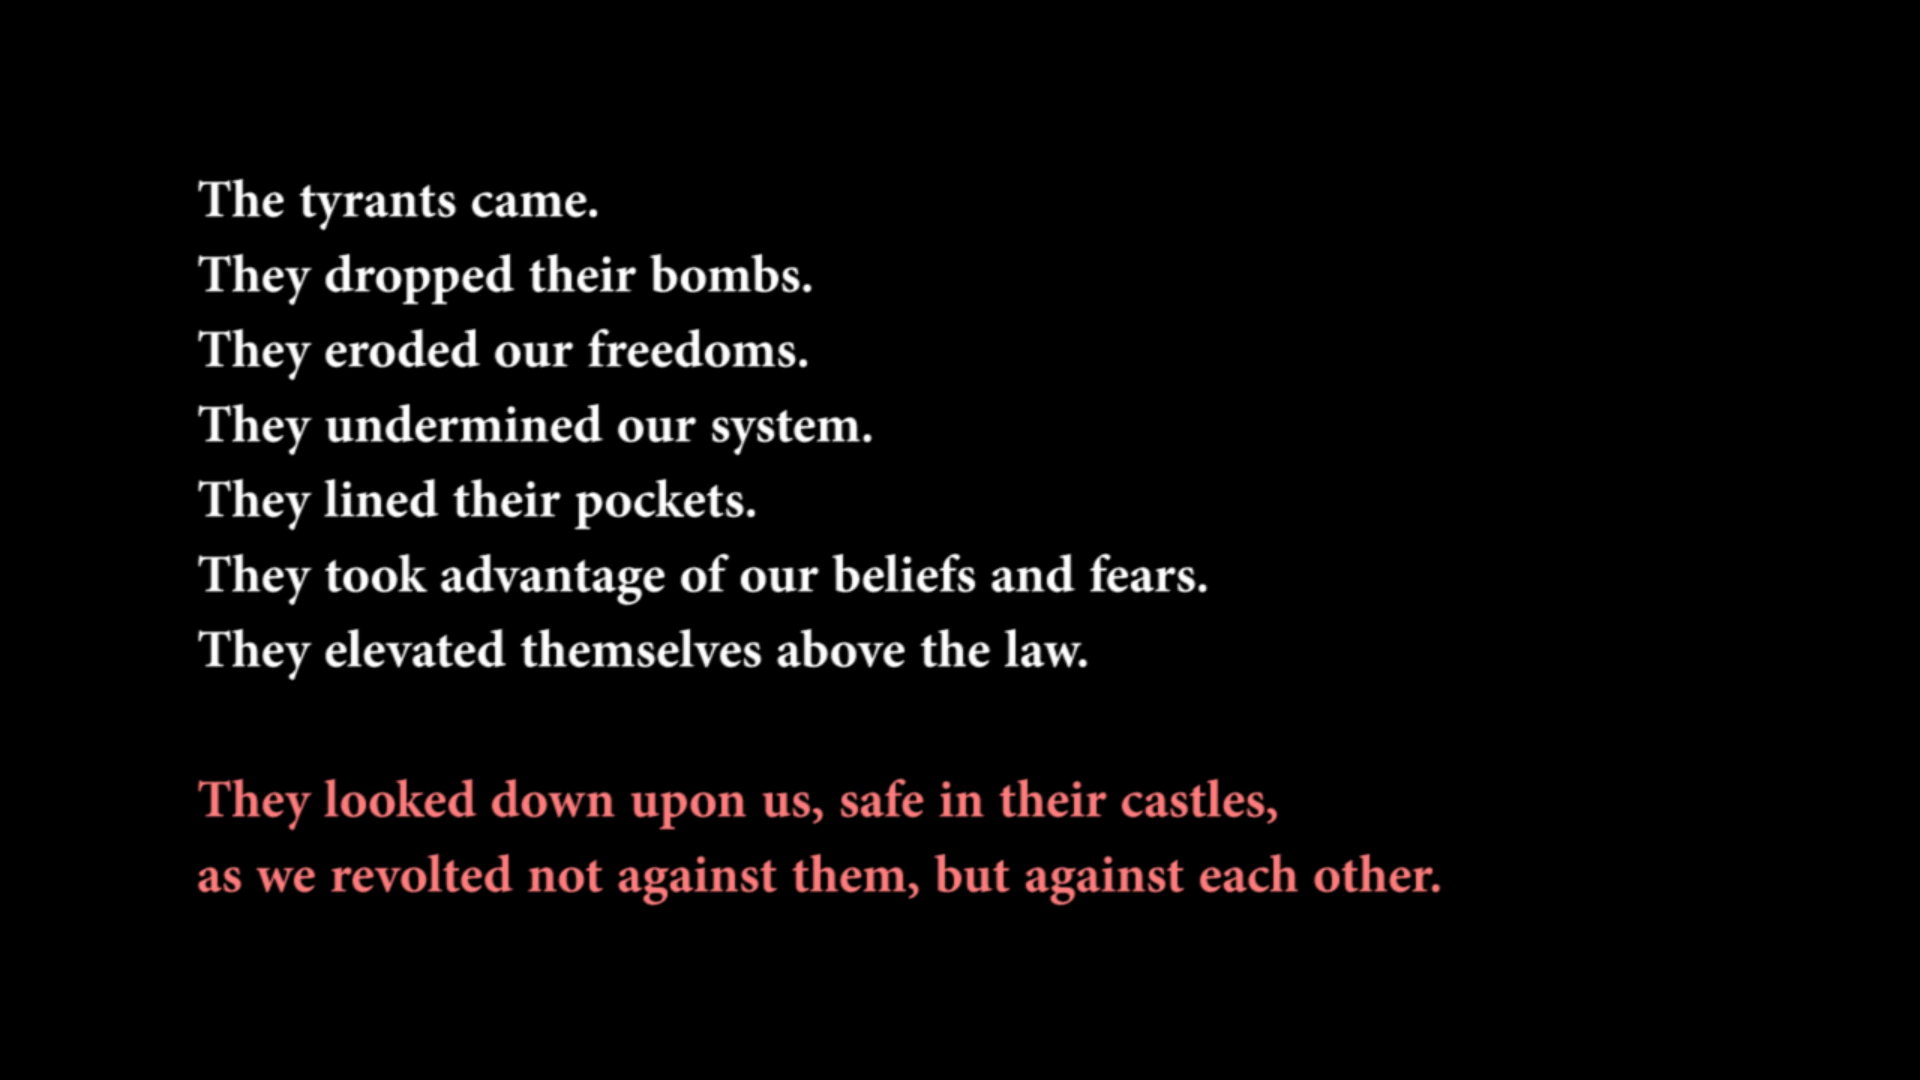 The tyrants came.
They dropped their bombs.
They eroded our freedoms.
They undermined our system.
They lined their pockets.
They took advantage of our beliefs and fears.
They elevated themselves above the law.
They looked down upon us, safe in their castles,
as we revolted not against them, but against each other.